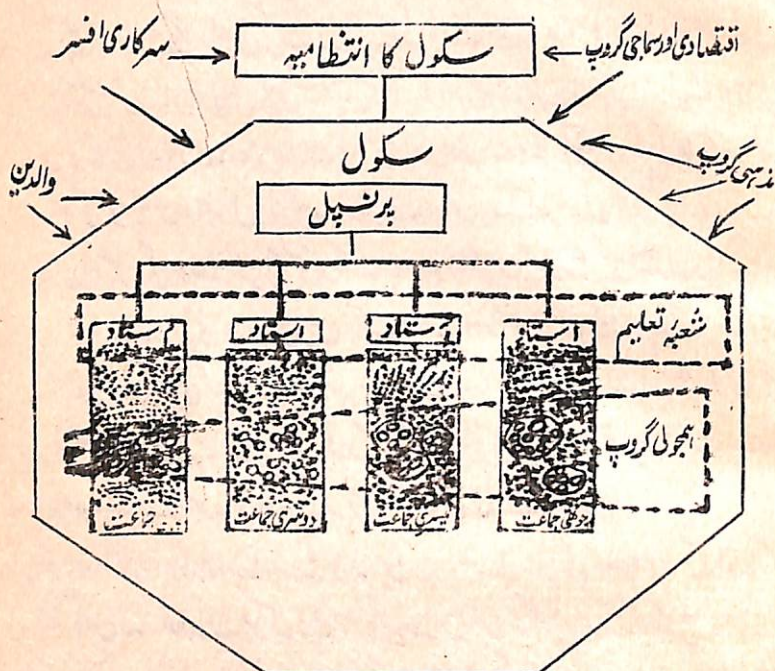 اقتصادی اور سماجی گروپ
سکول کا انتظامیہ
سرکاری افسر
مذہبی گروپ
سکول
والدین
پرنسپل
شعبۂ تعلیم
استاد
استاد
استاد
استاد
ہمجولی گروپ
چوتھی جماعت
تیسری جماعت
دوسری جماعت
جماعت